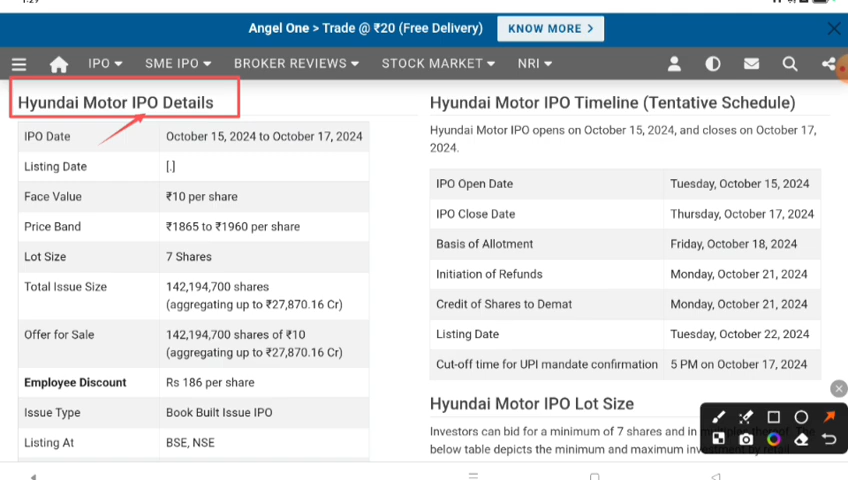 1:27
Angel One > Trade @ ₹20 (Free Delivery) KNOW MORE >
IPO SME IPO BROKER REVIEWS STOCK MARKET NRI
Hyundai Motor IPO Details
IPO Date October 15, 2024 to October 17, 2024
Listing Date [.]
Face Value ₹10 per share
Price Band ₹1865 to ₹1960 per share
Lot Size 7 Shares
Total Issue Size 142,194,700 shares
(aggregating up to ₹27,870.16 Cr)
Offer for Sale 142,194,700 shares of ₹10
(aggregating up to ₹27,870.16 Cr)
Employee Discount Rs 186 per share
Issue Type Book Built Issue IPO
Listing At BSE, NSE
Hyundai Motor IPO Timeline (Tentative Schedule)
Hyundai Motor IPO opens on October 15, 2024, and closes on October 17,
2024.
IPO Open Date Tuesday, October 15, 2024
IPO Close Date Thursday, October 17, 2024
Basis of Allotment Friday, October 18, 2024
Initiation of Refunds Monday, October 21, 2024
Credit of Shares to Demat Monday, October 21, 2024
Listing Date Tuesday, October 22, 2024
Cut-off time for UPI mandate confirmation 5 PM on October 17, 2024
Hyundai Motor IPO Lot Size
Investors can bid for a minimum of 7 shares and in multiples thereof. The
below table depicts the minimum and maximum investment by retail